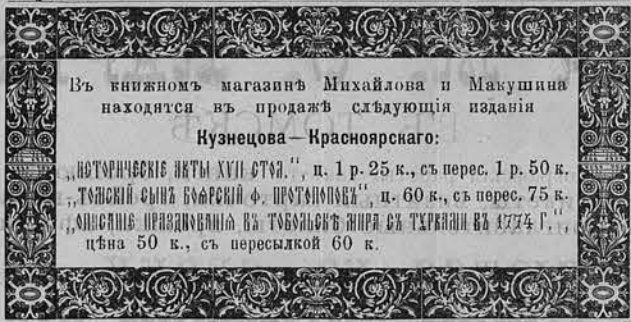 Въ книжномъ магазинѣ Михайлова и Макушина
находятся въ продажѣ слѣдующія изданія
Кузнецова—Красноярскаго:
„ИСТОРИЧЕСКІЕ АКТЫ XVII СТОЛ.", ц. 1 р. 25 к., съ перес. 1 р. 50 к.
„ТОМСКІЙ СЫНЪ БОЯРСКІЙ Ф. ПРОТОПОПОВЪ", ц. 60 к., съ перес. 75 к.
„ОПИСАНІЕ ПРАЗДНОВАНІЯ ВЪ ТОБОЛЬСКѢ МИРА СЪ ТУРКАМИ ВЪ 1774 Г.",
цѣна 50 к., съ пересылкой 60 к.